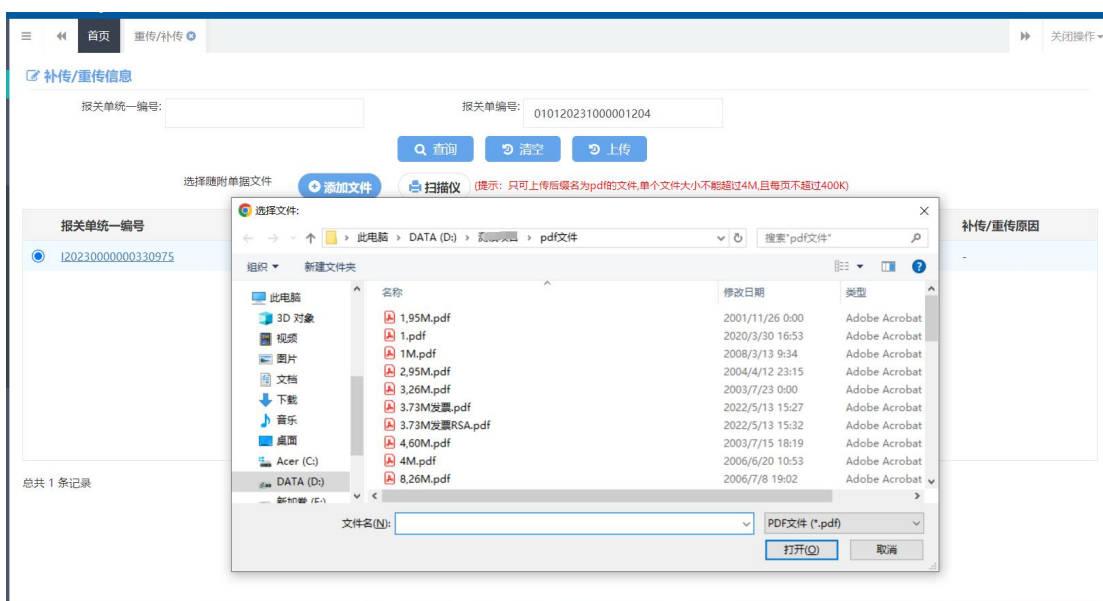 首页 重传/补传 关闭操作
补传/重传信息
报关单统一编号: 报关单编号: 010120231000001204
查询 清空 上传
选择随附单据文件 添加文件 扫描仪 (提示：只可上传后缀名为pdf的文件,单个文件大小不能超过4M,且每页不超过400K)
选择文件:
报关单统一编号 补传/重传原因
此电脑 DATA (D:) pdf文件 搜索"pdf文件"
I20230000000330975 -
组织 新建文件夹
名称 修改日期 类型
此电脑
3D 对象 1,95M.pdf 2001/11/26 0:00 Adobe Acrobat
视频 1.pdf 2020/3/30 16:53 Adobe Acrobat
图片 1M.pdf 2008/3/13 9:34 Adobe Acrobat
文档 2,95M.pdf 2004/4/12 23:15 Adobe Acrobat
下载 3,26M.pdf 2003/7/23 0:00 Adobe Acrobat
音乐 3.73M发票.pdf 2022/5/13 15:27 Adobe Acrobat
3.73M发票RSA.pdf 2022/5/13 15:32 Adobe Acrobat
桌面 4,60M.pdf 2003/7/15 18:19 Adobe Acrobat
Acer (C:) 4M.pdf 2006/6/20 10:53 Adobe Acrobat
DATA (D:) 8,26M.pdf 2006/7/8 19:02 Adobe Acrobat
总共 1 条记录
文件名(N): PDF文件 (*.pdf)
打开(O) 取消